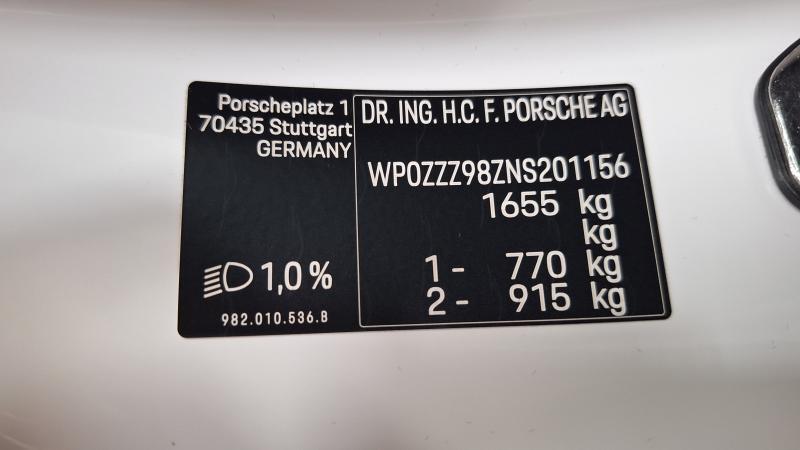 Porscheplatz 1
70435 Stuttgart
GERMANY
1,0 %
982.010.536.B
DR. ING. H.C. F. PORSCHE AG
WP0ZZZ98ZNS201156
1655 kg
kg
1 - 770 kg
2 - 915 kg